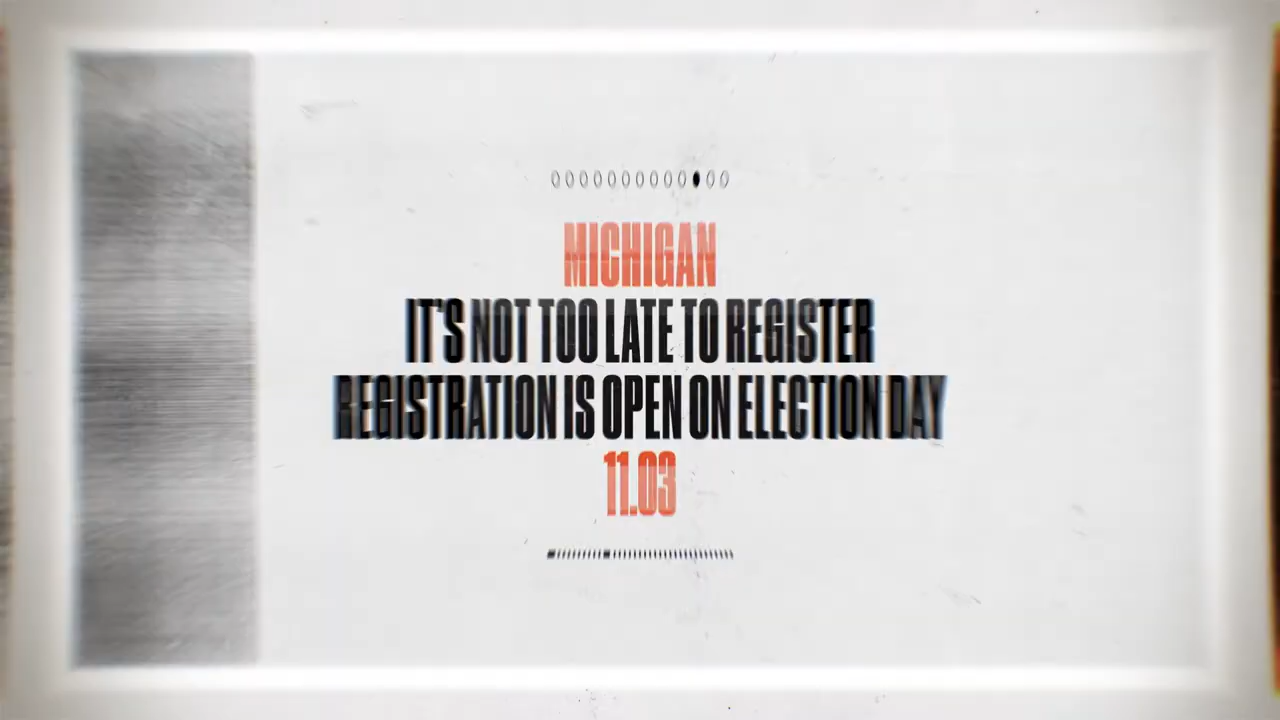 MICHIGAN
IT'S NOT TOO LATE TO REGISTER
REGISTRATION IS OPEN ON ELECTION DAY
11.03